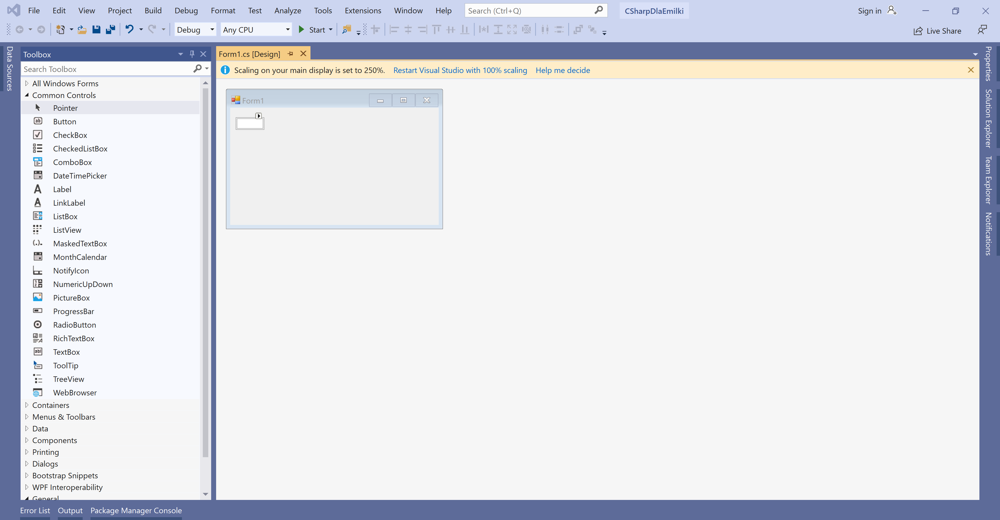 File Edit View Project Build Debug Format Test Analyze Tools Extensions Window Help Search (Ctrl+Q) CSharpDlaEmilki Sign in
Debug Any CPU Start Live Share
Data Sources
Toolbox
Search Toolbox
All Windows Forms
Common Controls
Pointer
Button
CheckBox
CheckedListBox
ComboBox
DateTimePicker
Label
LinkLabel
ListBox
ListView
MaskedTextBox
MonthCalendar
NotifyIcon
NumericUpDown
PictureBox
ProgressBar
RadioButton
RichTextBox
TextBox
ToolTip
TreeView
WebBrowser
Containers
Menus & Toolbars
Data
Components
Printing
Dialogs
Bootstrap Snippets
WPF Interoperability
General
Form1.cs [Design]
Scaling on your main display is set to 250%. Restart Visual Studio with 100% scaling Help me decide
Form1
Properties
Solution Explorer
Team Explorer
Notifications
Error List Output Package Manager Console